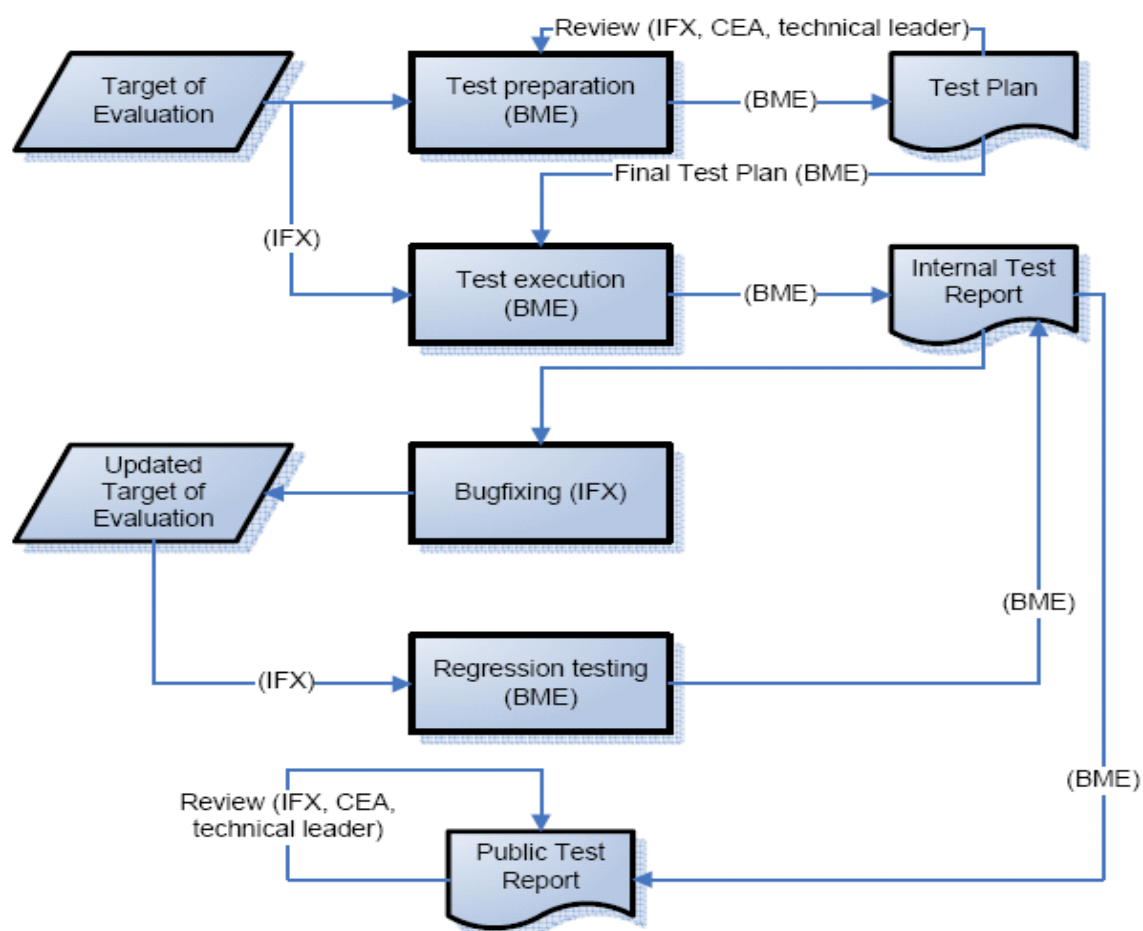 Review (IFX, CEA, technical leader)
Target of
Evaluation
Test preparation
(BME)
(BME)
Test Plan
Final Test Plan (BME)
(IFX)
Test execution
(BME)
(BME)
Internal Test
Report
Updated
Target of
Evaluation
Bugfixing (IFX)
(BME)
(IFX)
Regression testing
(BME)
(BME)
Review (IFX, CEA,
technical leader)
Public Test
Report